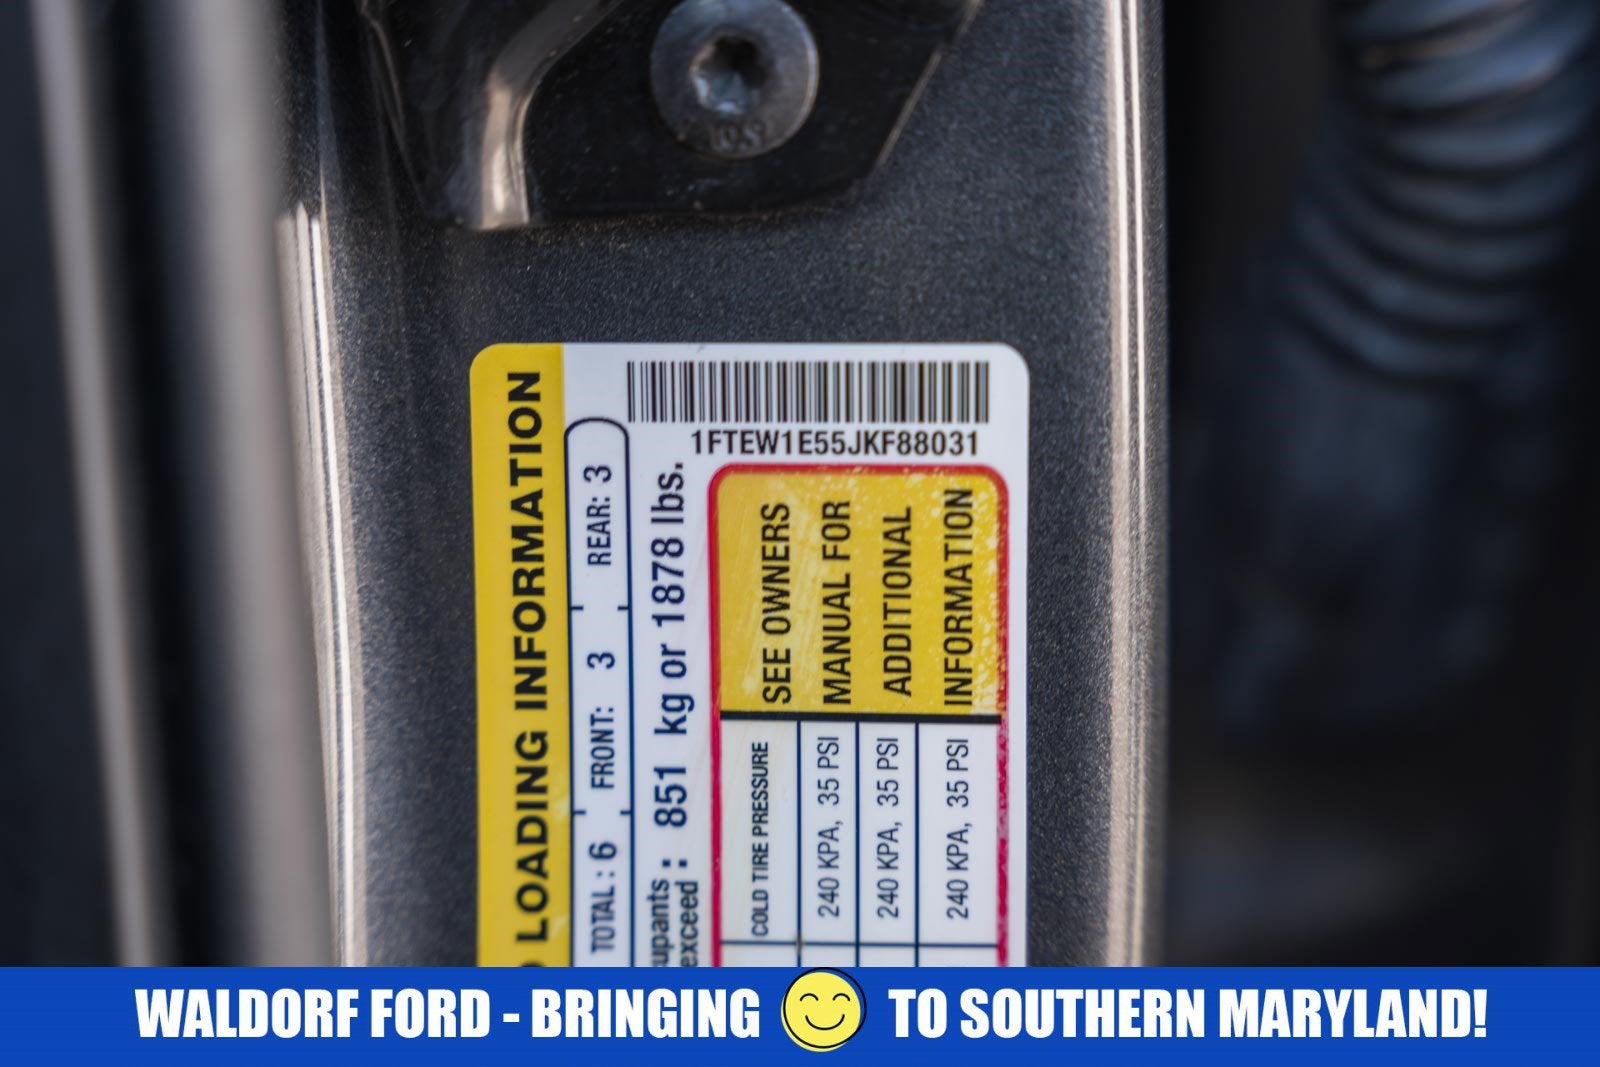 1FTEW1E55JKF88031
LOADING INFORMATION
TOTAL : 6 FRONT: 3 REAR: 3
upants :
exceed : 851 kg or 1878 lbs.
COLD TIRE PRESSURE
240 KPA, 35 PSI
240 KPA, 35 PSI
240 KPA, 35 PSI
SEE OWNERS
MANUAL FOR
ADDITIONAL
INFORMATION
WALDORF FORD - BRINGING TO SOUTHERN MARYLAND!